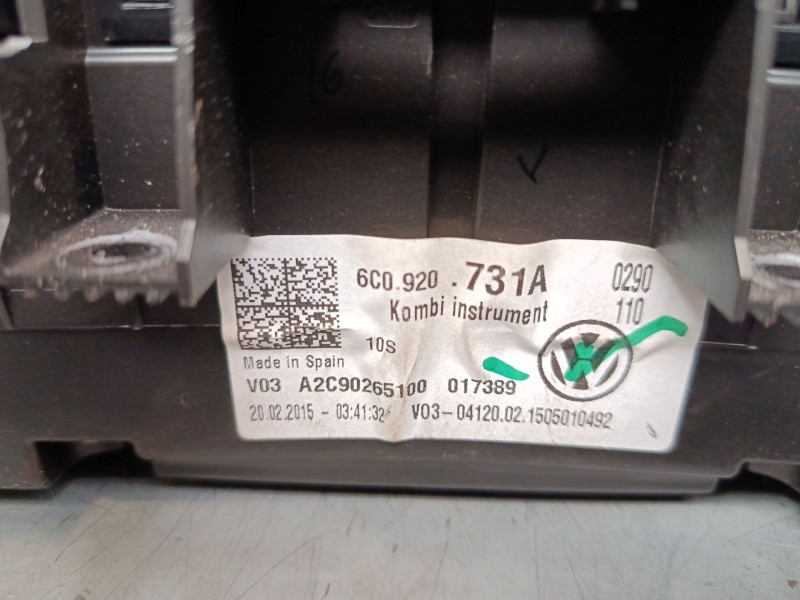 16
V
6C0.920 .731A 0290
Kombi instrument 110
10S
Made in Spain
V03 A2C90265100 017389
20.02.2015 - 03:41:32 V03-04120.02.1505010492